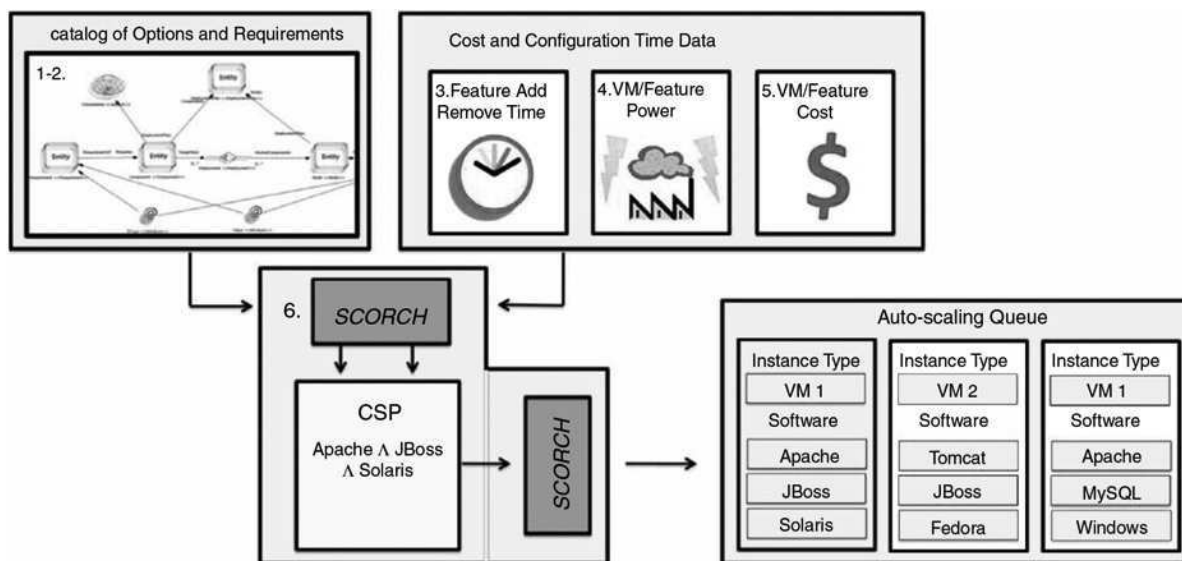 catalog of Options and Requirements
1-2.
Entity
Entity
Entity
Entity
Cost and Configuration Time Data
3.Feature Add
Remove Time
4.VM/Feature
Power
5.VM/Feature
Cost
$
6.
SCORCH
CSP
Apache Λ JBoss
Λ Solaris
SCORCH
Auto-scaling Queue
Instance Type
VM 1
Software
Apache
JBoss
Solaris
Instance Type
VM 2
Software
Tomcat
JBoss
Fedora
Instance Type
VM 1
Software
Apache
MySQL
Windows